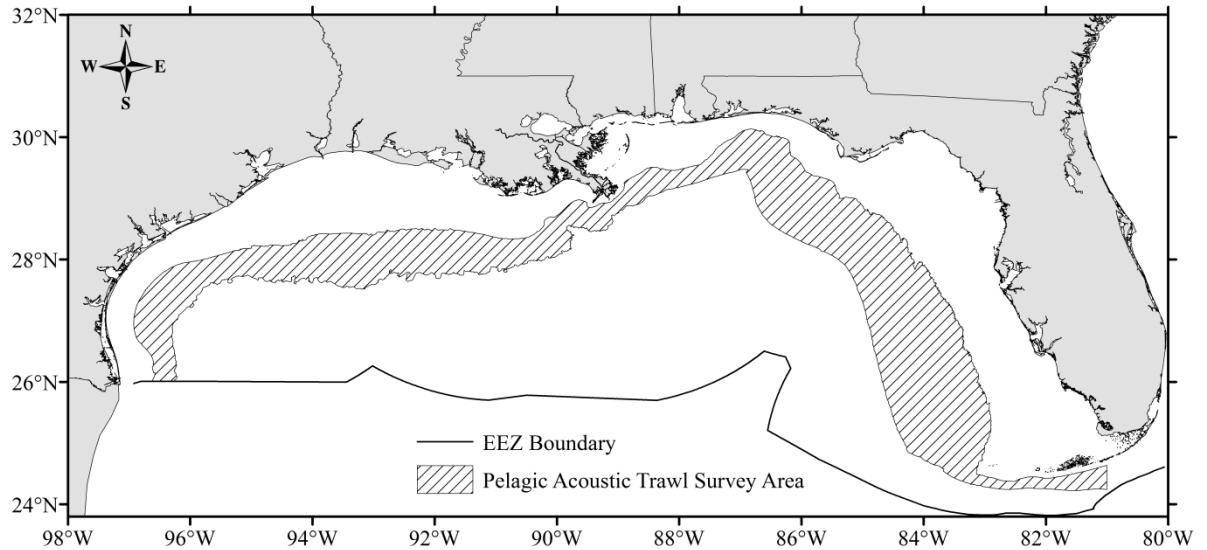 32°N
30°N
28°N
26°N
24°N
N
W E
S
EEZ Boundary
Pelagic Acoustic Trawl Survey Area
98°W 96°W 94°W 92°W 90°W 88°W 86°W 84°W 82°W 80°W